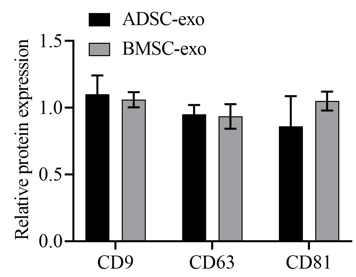 ADSC-exo
BMSC-exo
Relative protein expression
1.5
1.0
0.5
0.0
CD9 CD63 CD81